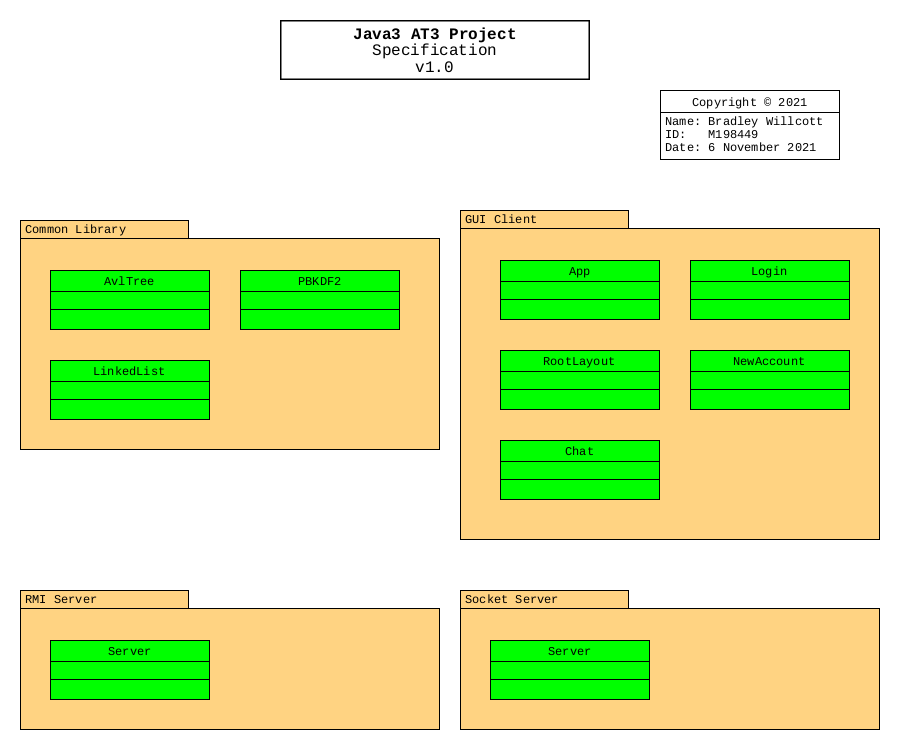 Java3 AT3 Project
Specification
v1.0
Copyright © 2021
Name: Bradley Willcott
ID: M198449
Date: 6 November 2021
Common Library
AvlTree
PBKDF2
LinkedList
GUI Client
App
Login
RootLayout
NewAccount
Chat
RMI Server
Server
Socket Server
Server